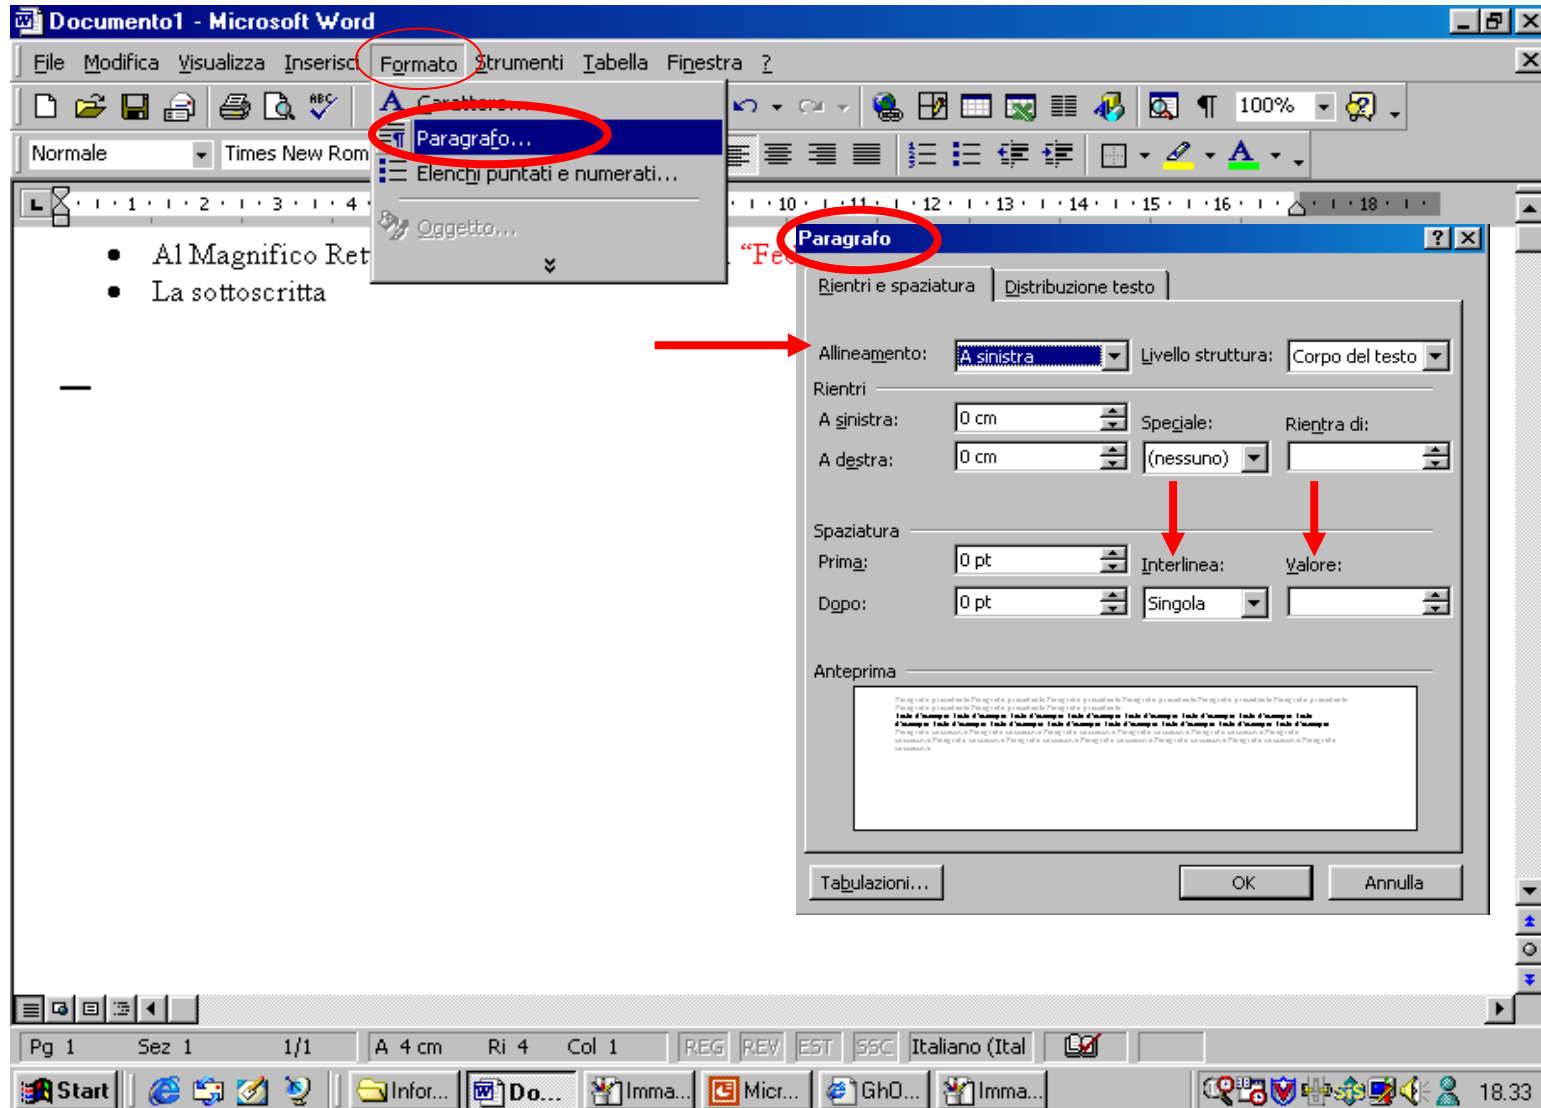 Documento1 - Microsoft Word
File Modifica Visualizza Inserisci Formato Strumenti Tabella Finestra ?
Carattere...
Paragrafo...
Elenchi puntati e numerati...
Oggetto...
ABC
100%
Normale
Times New Rom
1 2 3 4
10 11 12 13 14 15 16 18
Al Magnifico Ret
“Fe
La sottoscritta
Paragrafo
Rientri e spaziatura
Distribuzione testo
Allineamento: A sinistra Livello struttura: Corpo del testo
Rientri
A sinistra: 0 cm Speciale: Rientra di:
A destra: 0 cm (nessuno)
Spaziatura
Prima: 0 pt Interlinea: Valore:
Dopo: 0 pt Singola
Anteprima
Tabulazioni... OK Annulla
Pg 1 Sez 1 1/1 A 4 cm Ri 4 Col 1 REG REV EST SSC Italiano (Ital
Start Infor... Do... Imma... Micr... GhO... Imma... 18.33